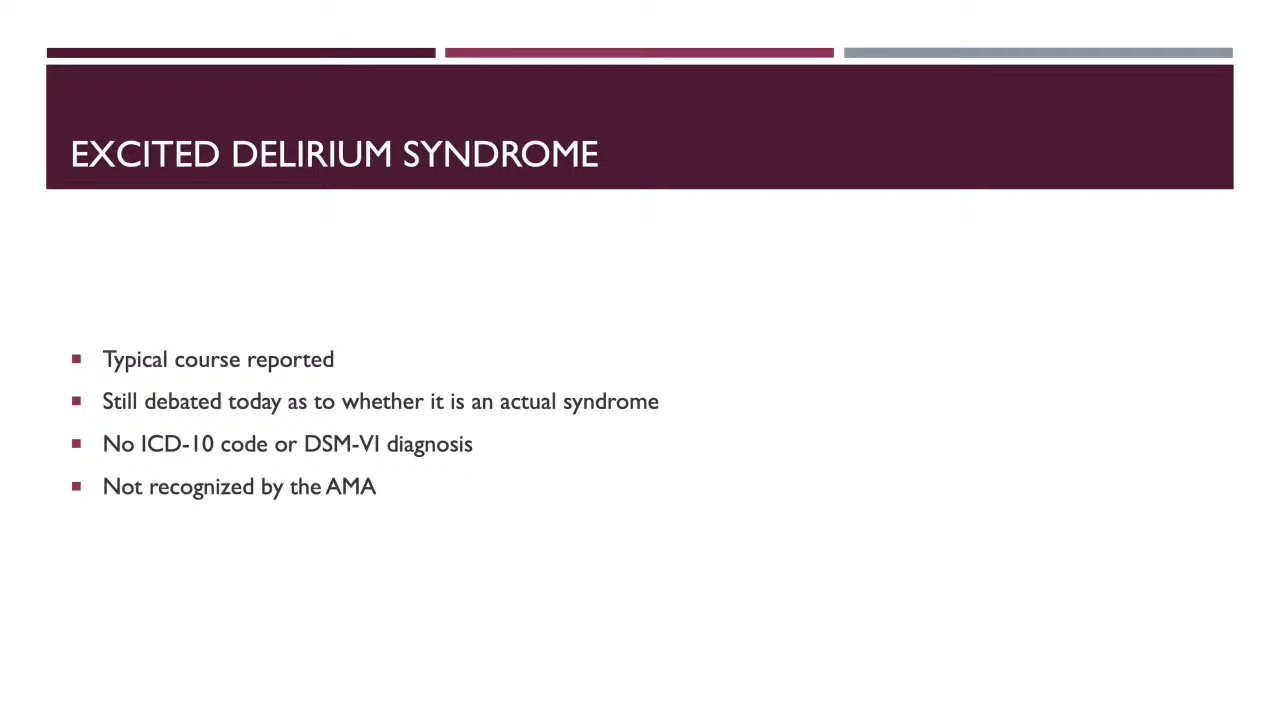 EXCITED DELIRIUM SYNDROME
Typical course reported
Still debated today as to whether it is an actual syndrome
No ICD-10 code or DSM-VI diagnosis
Not recognized by the AMA